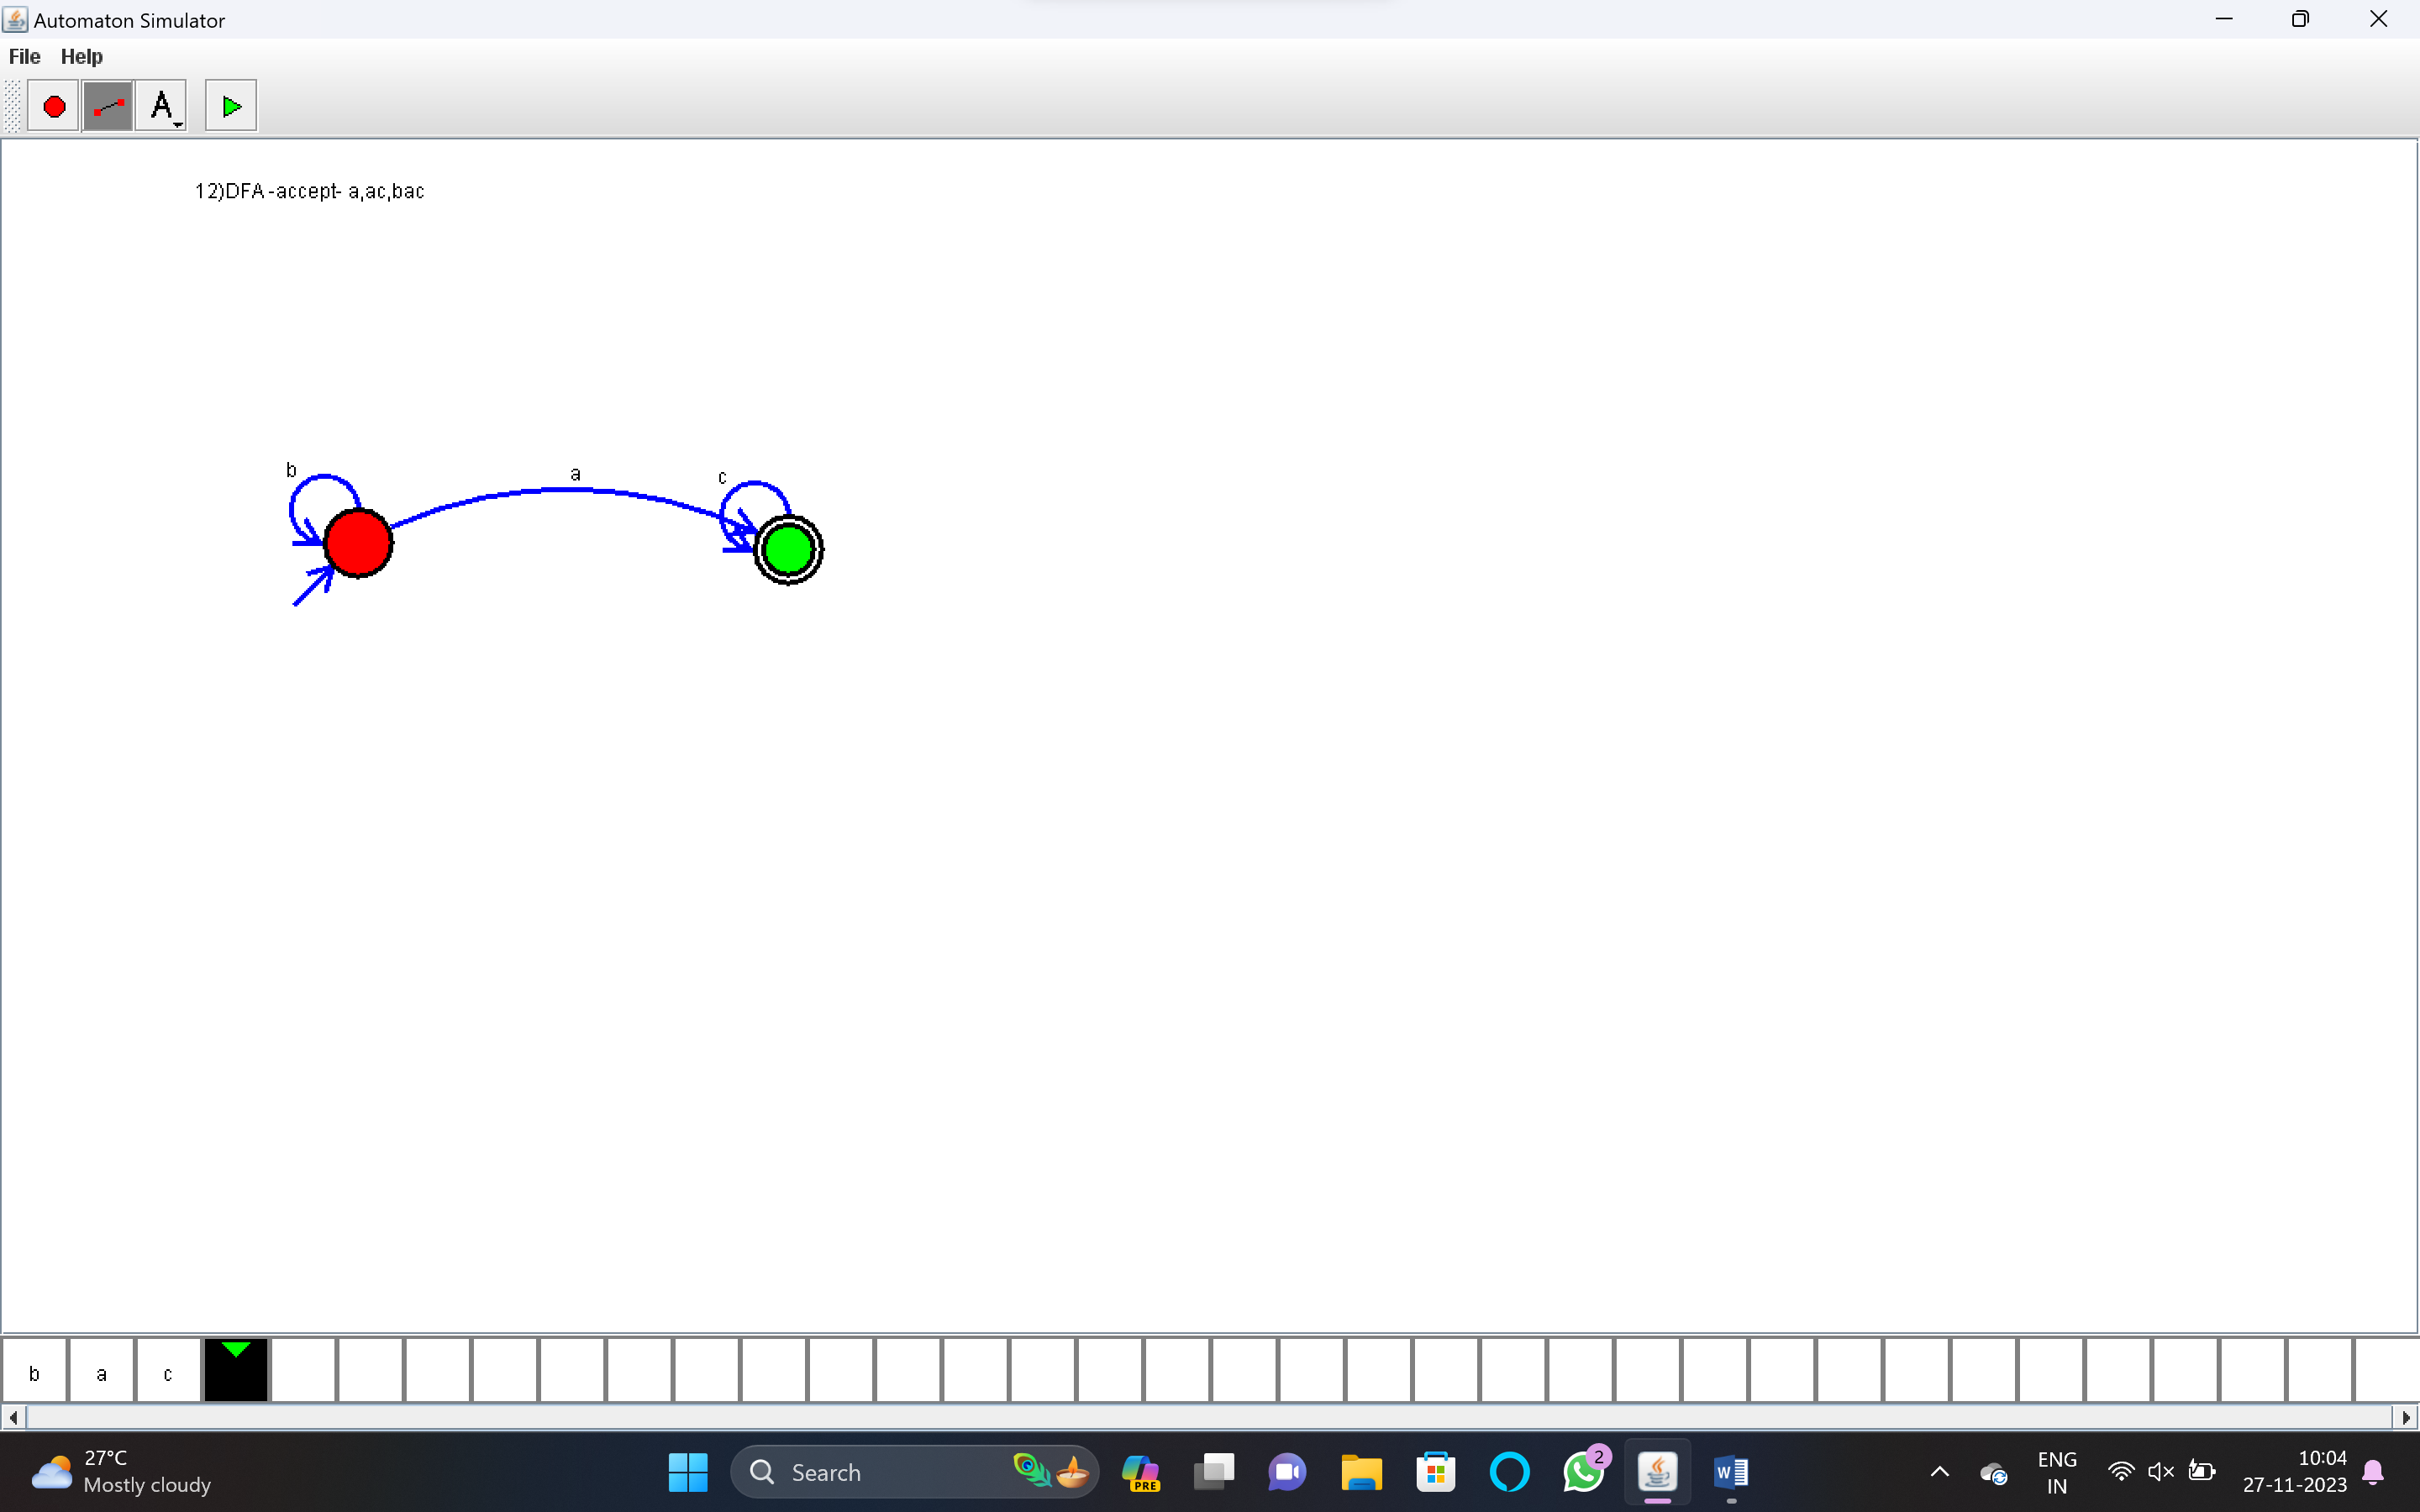 Automaton Simulator
File Help
A
12)DFA -accept- a,ac,bac
b
a
c
b a c
27°C
Mostly cloudy
Search
PRE
2
W
ENG
IN
10:04
27-11-2023